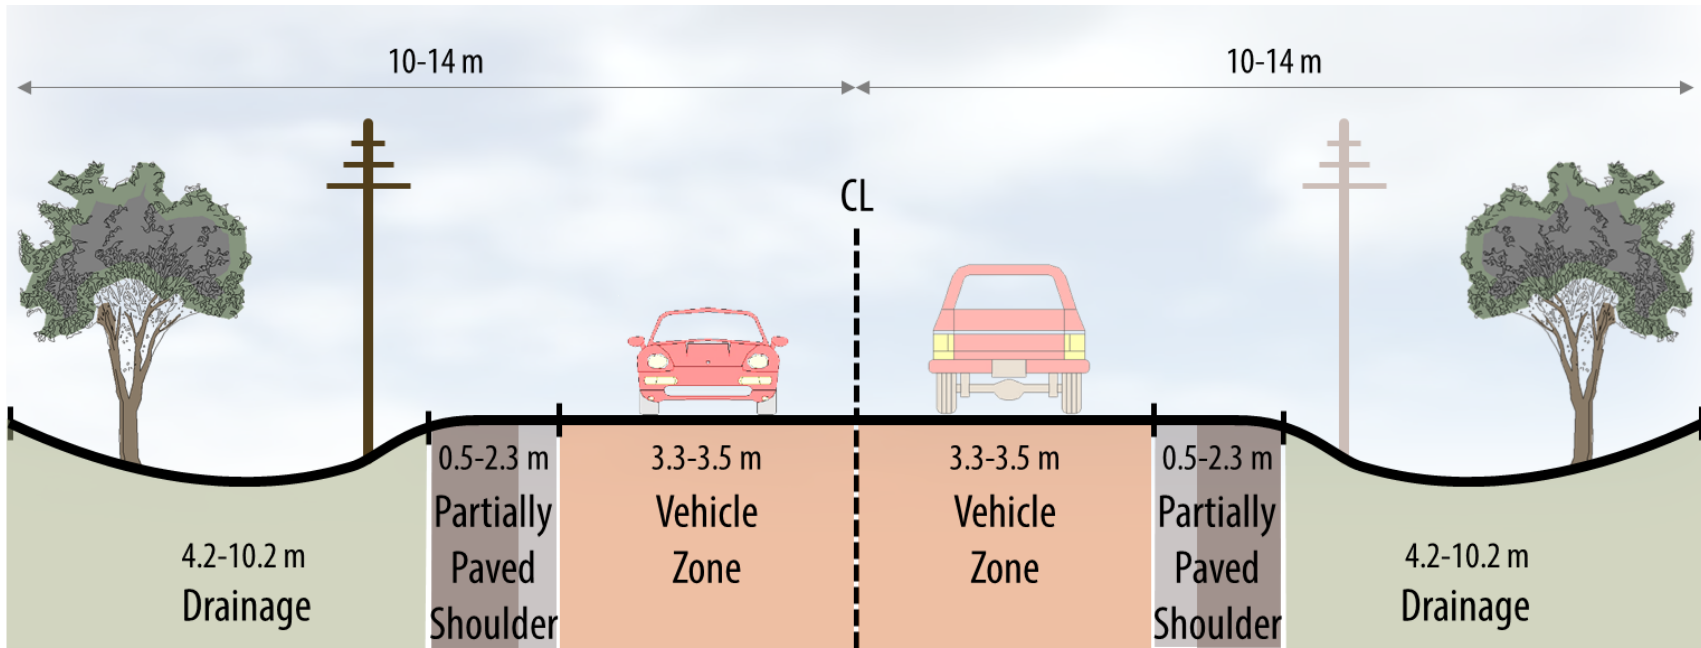 10-14 m
10-14 m
CL
0.5-2.3 m
Partially
Paved
Shoulder
3.3-3.5 m
Vehicle
Zone
3.3-3.5 m
Vehicle
Zone
0.5-2.3 m
Partially
Paved
Shoulder
4.2-10.2 m
Drainage
4.2-10.2 m
Drainage